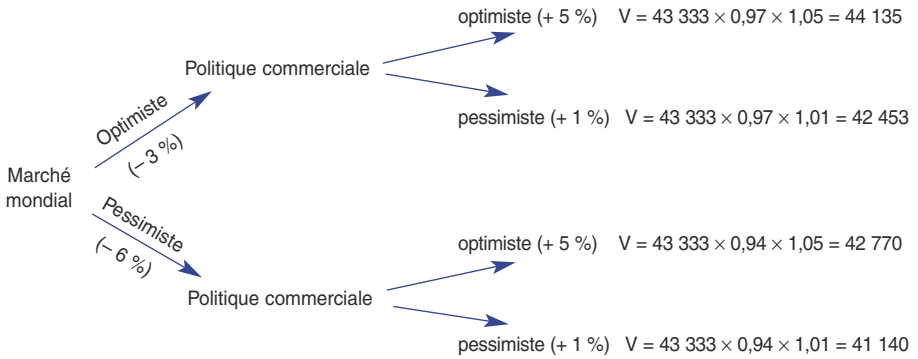 optimiste (+ 5 %) V = 43 333 × 0,97 × 1,05 = 44 135
Politique commerciale
Optimiste
(– 3 %)
pessimiste (+ 1 %) V = 43 333 × 0,97 × 1,01 = 42 453
Marché
mondial
Pessimiste
(– 6 %)
optimiste (+ 5 %) V = 43 333 × 0,94 × 1,05 = 42 770
Politique commerciale
pessimiste (+ 1 %) V = 43 333 × 0,94 × 1,01 = 41 140